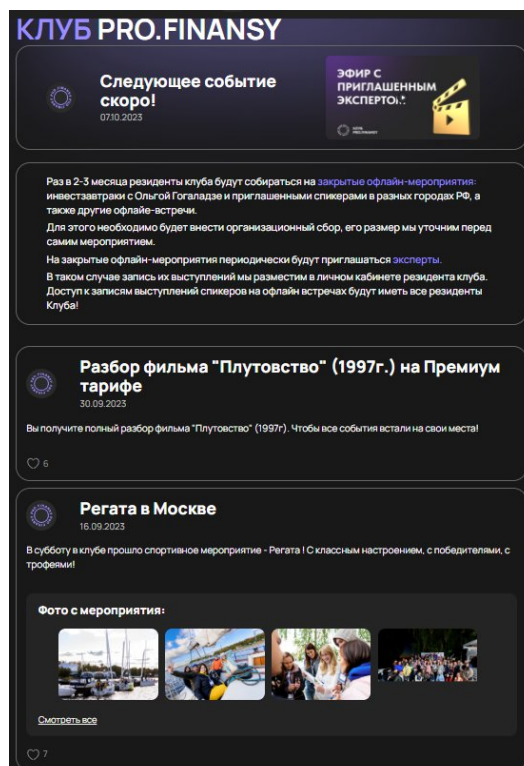 КЛУБ PRO.FINANSY
Следующее событие
скоро!
07.10.2023
ЭФИР С
ПРИГЛАШЕННЫМ
ЭКСПЕРТОМ
Раз в 2-3 месяца резиденты клуба будут собираться на закрытые офлайн-мероприятия:
инвестзавтраки с Ольгой Гогаладзе и приглашенными спикерами в разных городах РФ, а
также другие офлайе-встречи.
Для этого необходимо будет внести организационный сбор, его размер мы уточним перед
самим мероприятием.
На закрытые офлайн-мероприятия периодически будут приглашаться эксперты.
В таком случае запись их выступлений мы разместим в личном кабинете резидента клуба.
Доступ к записям выступлений спикеров на офлайн встречах будут иметь все резиденты
Клуба!
Разбор фильма "Плутовство" (1997г.) на Премиум
тарифе
30.09.2023
Вы получите полный разбор фильма "Плутовство" (1997г). Чтобы все события встали на свои места!
6
Регата в Москве
16.09.2023
В субботу в клубе прошло спортивное мероприятие - Регата ! С классным настроением, с победителями, с
трофеями!
Фото с мероприятия:
Смотреть все
7